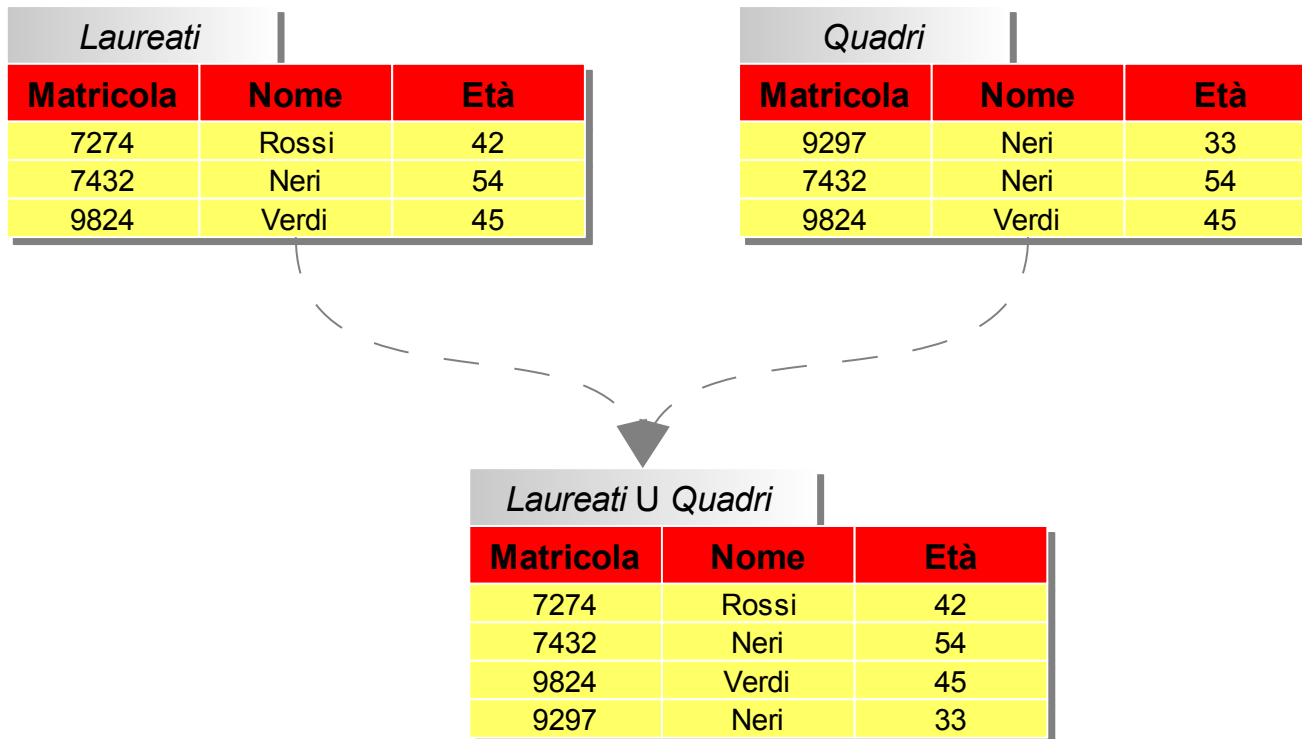 Laureati
Matricola Nome Età
7274 Rossi 42
7432 Neri 54
9824 Verdi 45
Quadri
Matricola Nome Età
9297 Neri 33
7432 Neri 54
9824 Verdi 45
Laureati U Quadri
Matricola Nome Età
7274 Rossi 42
7432 Neri 54
9824 Verdi 45
9297 Neri 33